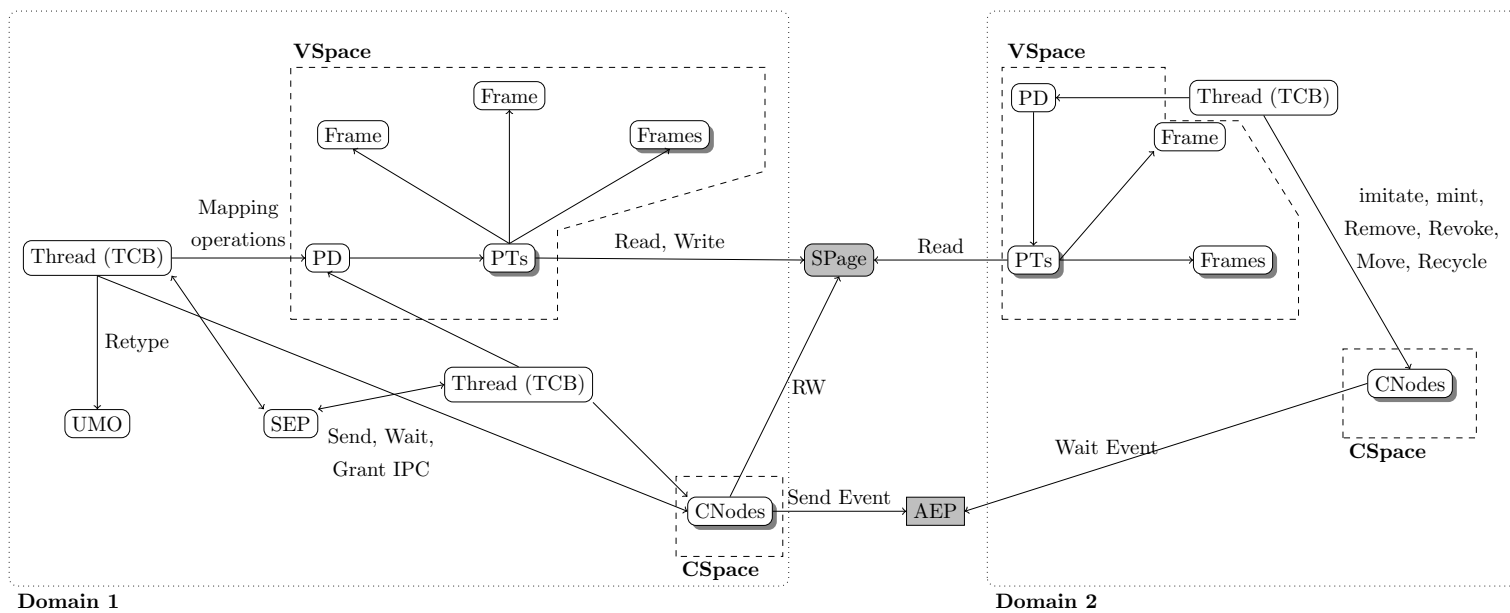 VSpace
Frame
Frame
Frames
Mapping
operations
Thread (TCB)
PD
PTs
Read, Write
Retype
Thread (TCB)
UMO
SEP
Send, Wait,
Grant IPC
CNodes
CSpace
Domain 1
SPage
RW
Send Event
AEP
Read
VSpace
PD
Thread (TCB)
Frame
PTs
Frames
imitate, mint,
Remove, Revoke,
Move, Recycle
CNodes
CSpace
Wait Event
Domain 2